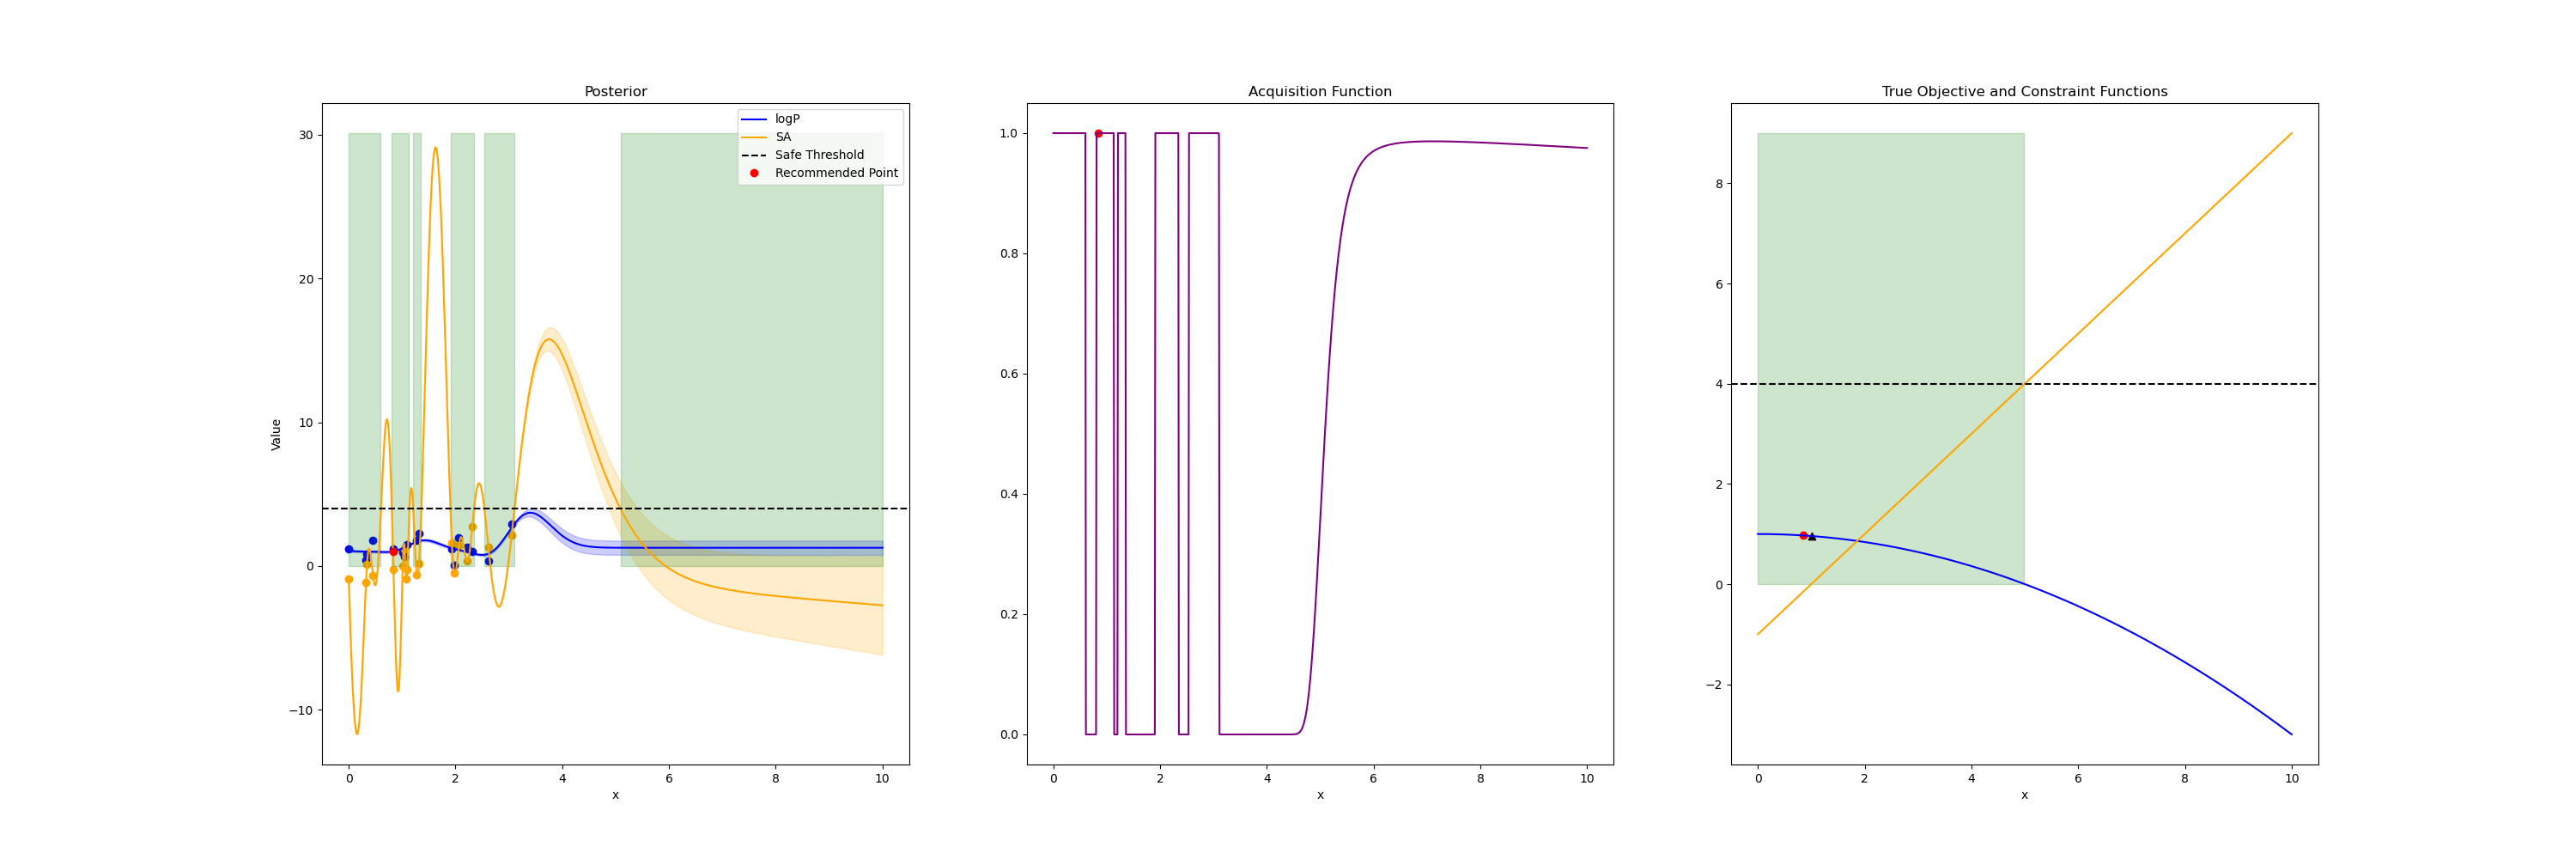 Posterior
logP
SA
Safe Threshold
Recommended Point
30
20
10
0
−10
Value
0 2 4 6 8 10
x
Acquisition Function
1.0
0.8
0.6
0.4
0.2
0.0
0 2 4 6 8 10
x
True Objective and Constraint Functions
8
6
4
2
0
−2
0 2 4 6 8 10
x